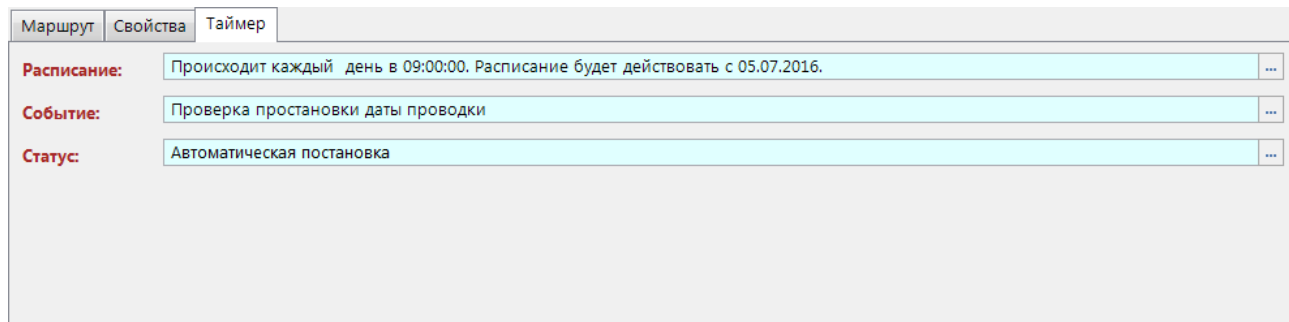 Маршрут Свойства Таймер
Расписание: Происходит каждый  день в 09:00:00. Расписание будет действовать с 05.07.2016. ...
Событие: Проверка простановки даты проводки ...
Статус: Автоматическая постановка ...